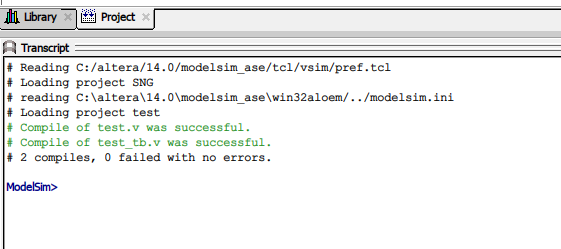 Library Project
Transcript
# Reading C:/altera/14.0/modelsim_ase/tcl/vsim/pref.tcl
# Loading project SNG
# reading C:\altera\14.0\modelsim_ase\win32aloem/../modelsim.ini
# Loading project test
# Compile of test.v was successful.
# Compile of test_tb.v was successful.
# 2 compiles, 0 failed with no errors.
ModelSim>